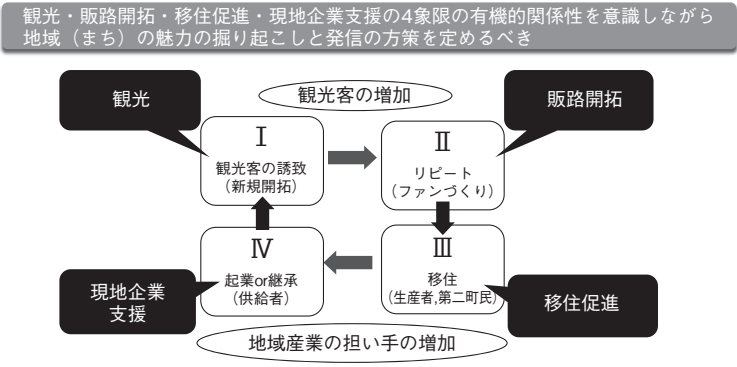 観光・販路開拓・移住促進・現地企業支援の4象限の有機的関係性を意識しながら
地域（まち）の魅力の掘り起こしと発信の方策を定めるべき
観光
観光客の増加
販路開拓
Ⅰ
観光客の誘致
（新規開拓）
Ⅱ
リピート
（ファンづくり）
Ⅳ
起業or継承
（供給者）
Ⅲ
移住
（生産者,第二町民）
現地企業
支援
移住促進
地域産業の担い手の増加